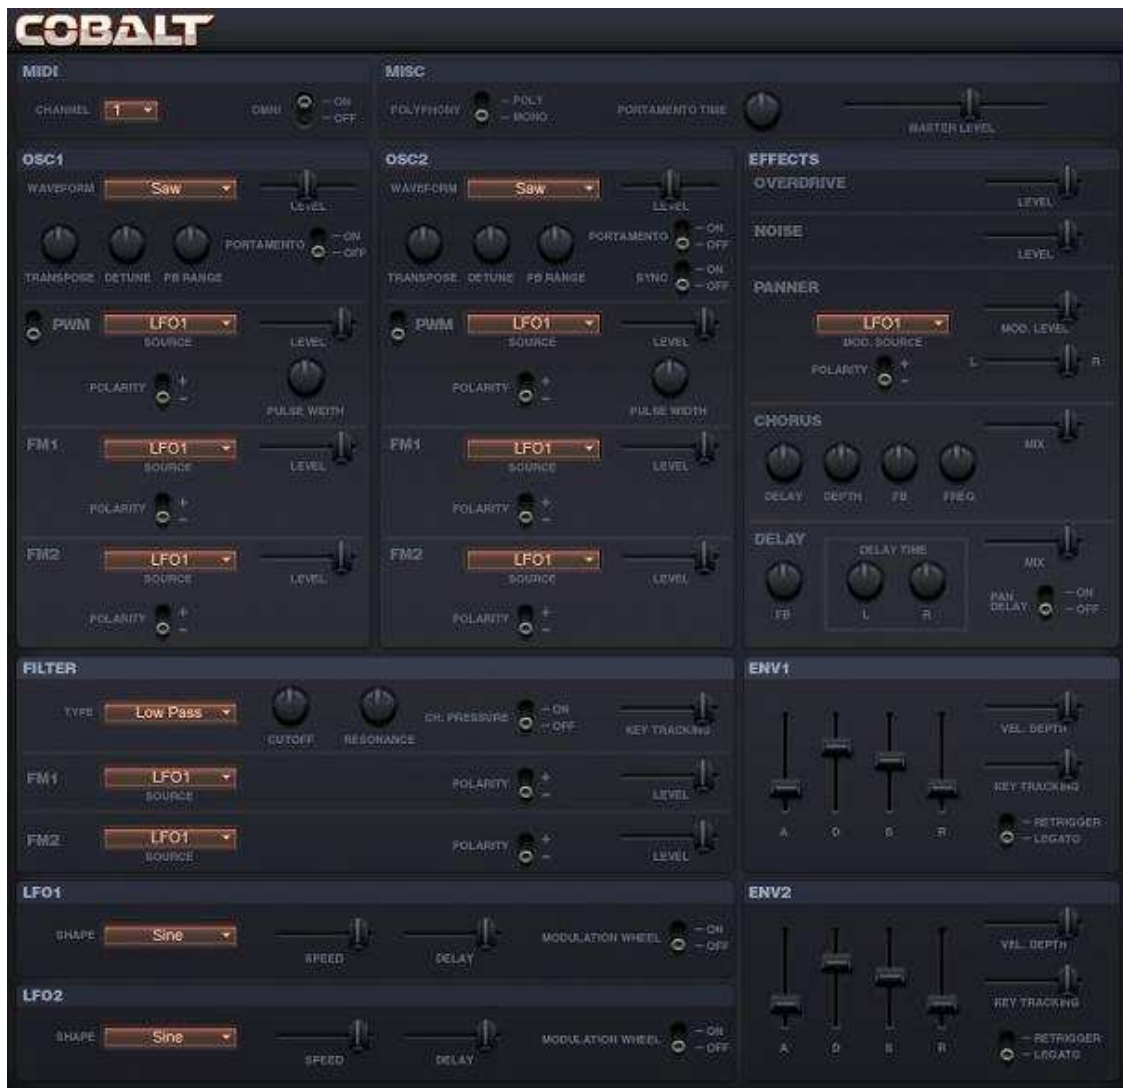 COBALT
MIDI
CHANNEL 1 OMNI – ON – OFF
MISC
POLYPHONY – POLY – MONO PORTAMENTO TIME MASTER LEVEL
OSC1
WAVEFORM Saw LEVEL
TRANSPOSE DETUNE PB RANGE PORTAMENTO – ON – OFF
PWM LFO1 SOURCE LEVEL
POLARITY + – PULSE WIDTH
FM1 LFO1 SOURCE LEVEL
POLARITY + –
FM2 LFO1 SOURCE LEVEL
POLARITY + –
OSC2
WAVEFORM Saw LEVEL
TRANSPOSE DETUNE PB RANGE PORTAMENTO – ON – OFF
SYNC – ON – OFF
PWM LFO1 SOURCE LEVEL
POLARITY + – PULSE WIDTH
FM1 LFO1 SOURCE LEVEL
POLARITY + –
FM2 LFO1 SOURCE LEVEL
POLARITY + –
EFFECTS
OVERDRIVE LEVEL
NOISE LEVEL
PANNER
LFO1 MOD. SOURCE MOD. LEVEL
POLARITY + – L R
CHORUS MIX
DELAY DEPTH FB FREQ
DELAY DELAY TIME MIX
FB L R PAN DELAY – ON – OFF
FILTER
TYPE Low Pass CUTOFF RESONANCE CH. PRESSURE – ON – OFF KEY TRACKING
FM1 LFO1 SOURCE POLARITY + – LEVEL
FM2 LFO1 SOURCE POLARITY + – LEVEL
ENV1
VEL. DEPTH
KEY TRACKING
A D S R – RETRIGGER – LEGATO
LFO1
SHAPE Sine SPEED DELAY MODULATION WHEEL – ON – OFF
LFO2
SHAPE Sine SPEED DELAY MODULATION WHEEL – ON – OFF
ENV2
VEL. DEPTH
KEY TRACKING
A D S R – RETRIGGER – LEGATO